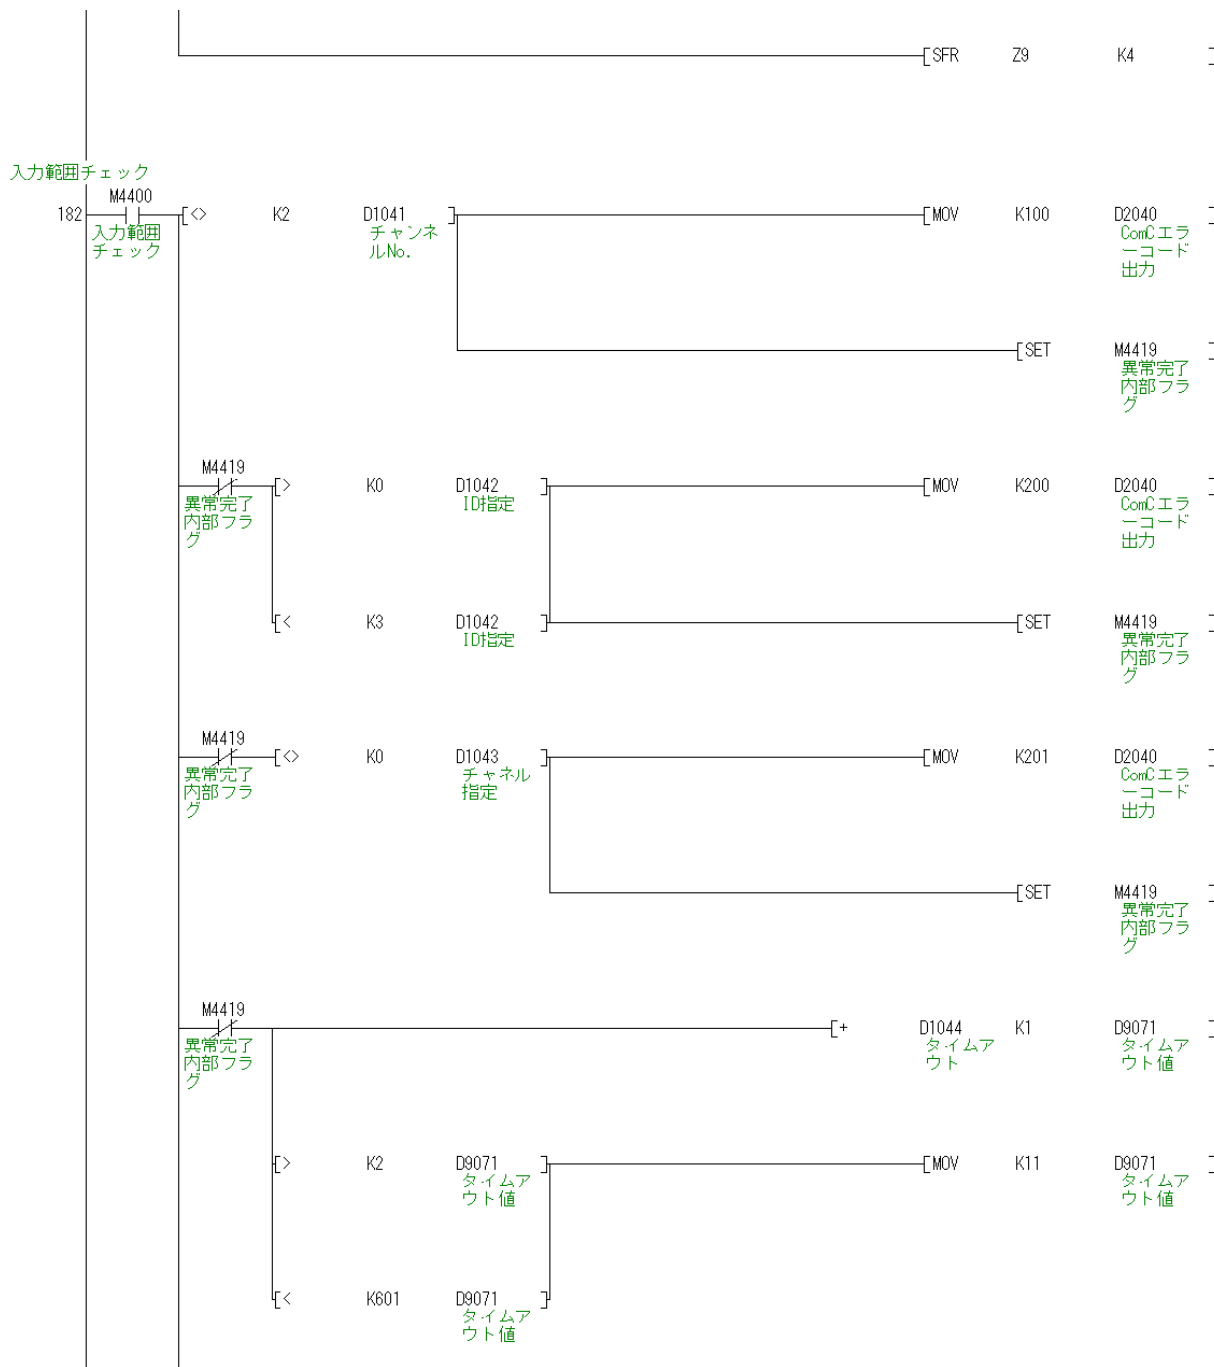 [SFR Z9 K4 ]
入力範囲チェック
M4400
182 [<> K2 D1041 ] [MOV K100 D2040 ]
入力範囲 チャンネ ComCエラ
チェック ルNo. ーコード
出力
[SET M4419 ]
異常完了
内部フラ
グ
M4419
[> K0 D1042 ] [MOV K200 D2040 ]
異常完了 ID指定 ComCエラ
内部フラ ーコード
グ 出力
[< K3 D1042 ] [SET M4419 ]
ID指定 異常完了
内部フラ
グ
M4419
[<> K0 D1043 ] [MOV K201 D2040 ]
異常完了 チャネル ComCエラ
内部フラ 指定 ーコード
グ 出力
[SET M4419 ]
異常完了
内部フラ
グ
M4419
[+ D1044 K1 D9071 ]
異常完了 タイムア タイムア
内部フラ ウト ウト値
グ
[> K2 D9071 ] [MOV K11 D9071 ]
タイムア タイムア
ウト値 ウト値
[< K601 D9071 ]
タイムア
ウト値